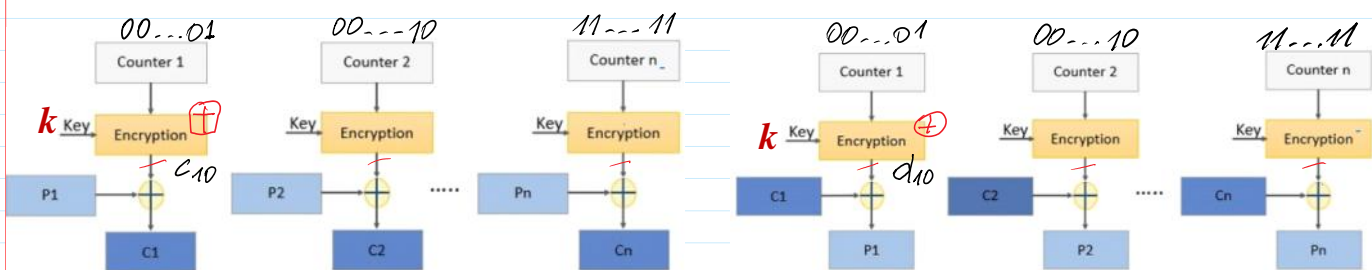 00...01 00...10 11...11 00...01 00...10 11...11
Counter 1 Counter 2 Counter n Counter 1 Counter 2 Counter n
k Key Encryption + Key Encryption Key Encryption k Key Encryption + Key Encryption Key Encryption
C10 d10
P1 P2 ..... Pn C1 C2 ..... Cn
C1 C2 Cn P1 P2 Pn